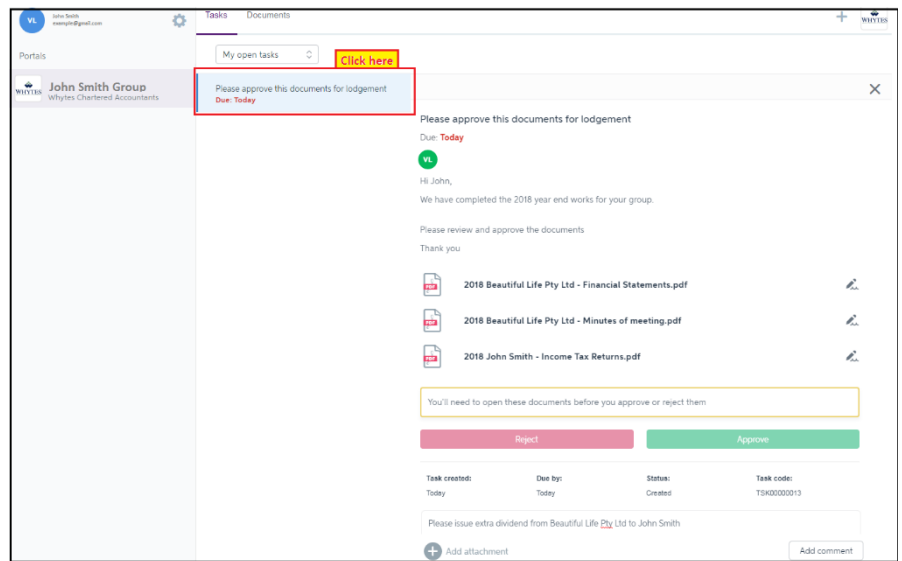 VL
John Smith
example@gmail.com
Tasks
Documents
WHYTES
Portals
My open tasks
Click here
WHYTES
John Smith Group
Whytes Chartered Accountants
Please approve this documents for lodgement
Due: Today
Please approve this documents for lodgement
Due: Today
VL
Hi John,
We have completed the 2018 year end works for your group.
Please review and approve the documents
Thank you
PDF
2018 Beautiful Life Pty Ltd - Financial Statements.pdf
PDF
2018 Beautiful Life Pty Ltd - Minutes of meeting.pdf
PDF
2018 John Smith - Income Tax Returns.pdf
You'll need to open these documents before you approve or reject them
Reject
Approve
Task created:
Due by:
Status:
Task code:
Today
Today
Created
TSK00000013
Please issue extra dividend from Beautiful Life Pty Ltd to John Smith
Add attachment
Add comment